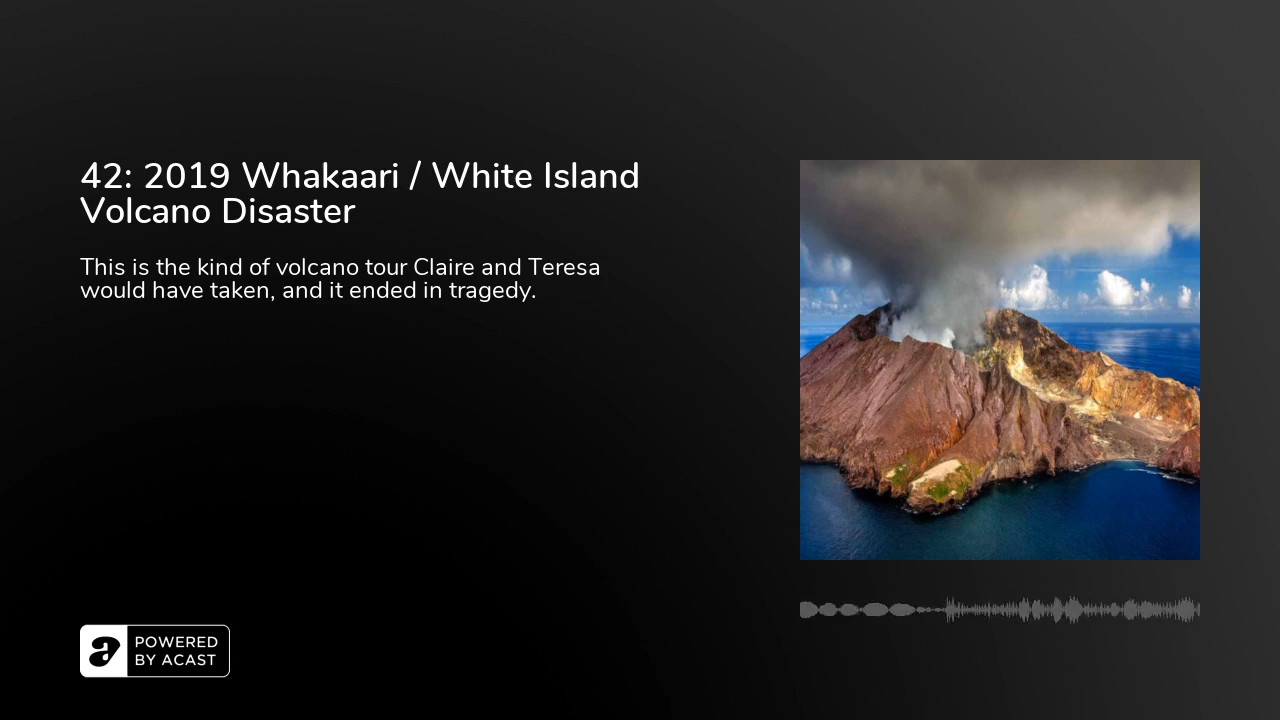 42: 2019 Whakaari / White Island
Volcano Disaster
This is the kind of volcano tour Claire and Teresa
would have taken, and it ended in tragedy.
a POWERED
BY ACAST